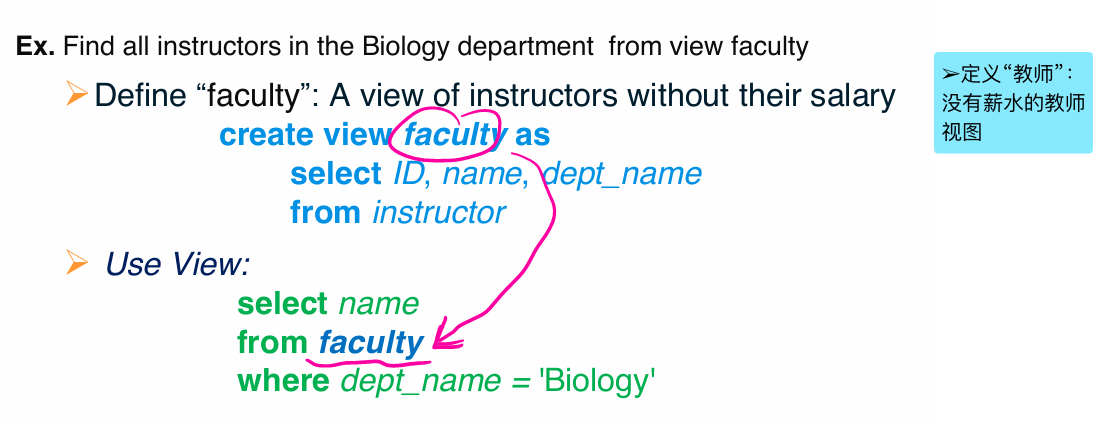 Ex. Find all instructors in the Biology department from view faculty
➢Define “faculty”: A view of instructors without their salary
create view faculty as
select ID, name, dept_name
from instructor
➢ Use View:
select name
from faculty
where dept_name = 'Biology'
➢定义“教师”：
没有薪水的教师
视图